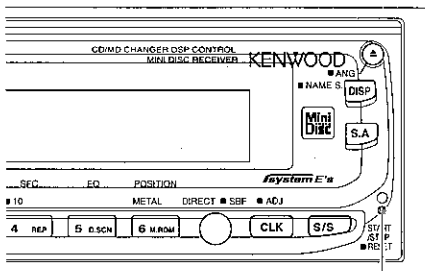 CD/MD CHANGER DSP CONTROL
MINI DISC RECEIVER
KENWOOD
■ ANG
■ NAME S.
DISP
Mini
Disc
S.A
System E's
SFC
EQ
POSITION
■ 10
METAL
DIRECT ■ SBF
■ ADJ
4 REP
5 D.SCN
6 M.RDM
CLK
S/S
START
/STOP
■ RESET